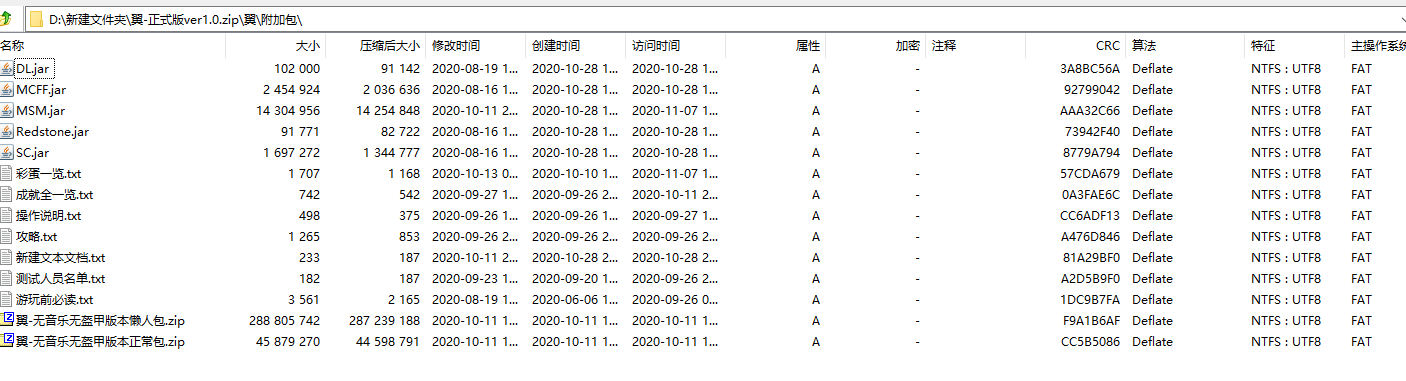 D:\新建文件夹\翼-正式版ver1.0.zip\翼\附加包\
名称 大小 压缩后大小 修改时间 创建时间 访问时间 属性 加密 注释 CRC 算法 特征 主操作系统
DL.jar 102 000 91 142 2020-08-19 1... 2020-10-28 1... 2020-10-28 1... A - 3A8BC56A Deflate NTFS : UTF8 FAT
MCFF.jar 2 454 924 2 036 636 2020-08-16 1... 2020-10-28 1... 2020-10-28 1... A - 92799042 Deflate NTFS : UTF8 FAT
MSM.jar 14 304 956 14 254 848 2020-10-11 2... 2020-10-28 1... 2020-11-07 1... A - AAA32C66 Deflate NTFS : UTF8 FAT
Redstone.jar 91 771 82 722 2020-08-16 1... 2020-10-28 1... 2020-10-28 1... A - 73942F40 Deflate NTFS : UTF8 FAT
SC.jar 1 697 272 1 344 777 2020-08-16 1... 2020-10-28 1... 2020-10-28 1... A - 8779A794 Deflate NTFS : UTF8 FAT
彩蛋一览.txt 1 707 1 168 2020-10-13 0... 2020-10-10 1... 2020-11-07 1... A - 57CDA679 Deflate NTFS : UTF8 FAT
成就全一览.txt 742 542 2020-09-27 1... 2020-09-26 2... 2020-10-11 2... A - 0A3FAE6C Deflate NTFS : UTF8 FAT
操作说明.txt 498 375 2020-09-26 1... 2020-09-26 1... 2020-09-27 1... A - CC6ADF13 Deflate NTFS : UTF8 FAT
攻略.txt 1 265 853 2020-09-26 2... 2020-09-26 2... 2020-09-26 2... A - A476D846 Deflate NTFS : UTF8 FAT
新建文本文档.txt 233 187 2020-10-11 2... 2020-10-28 2... 2020-10-28 2... A - 81A29BF0 Deflate NTFS : UTF8 FAT
测试人员名单.txt 182 187 2020-09-23 1... 2020-09-20 1... 2020-09-26 2... A - A2D5B9F0 Deflate NTFS : UTF8 FAT
游玩前必读.txt 3 561 2 165 2020-08-19 1... 2020-06-06 1... 2020-09-26 0... A - 1DC9B7FA Deflate NTFS : UTF8 FAT
翼-无音乐无盔甲版本懒人包.zip 288 805 742 287 239 188 2020-10-11 1... 2020-10-11 1... 2020-10-11 1... A - F9A1B6AF Deflate NTFS : UTF8 FAT
翼-无音乐无盔甲版本正常包.zip 45 879 270 44 598 791 2020-10-11 1... 2020-10-11 1... 2020-10-11 1... A - CC5B5086 Deflate NTFS : UTF8 FAT